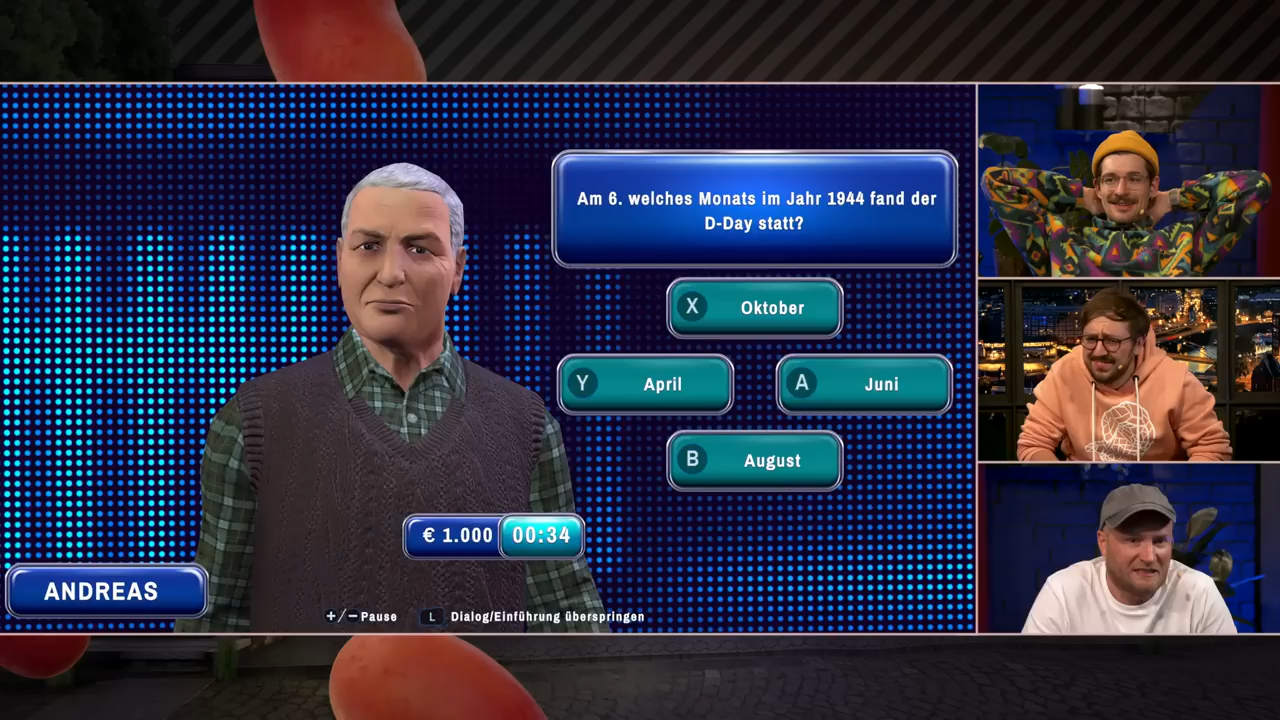 Am 6. welches Monats im Jahr 1944 fand der
D-Day statt?
X Oktober
Y April
A Juni
B August
€ 1.000 00:34
ANDREAS
+/− Pause L Dialog/Einführung überspringen